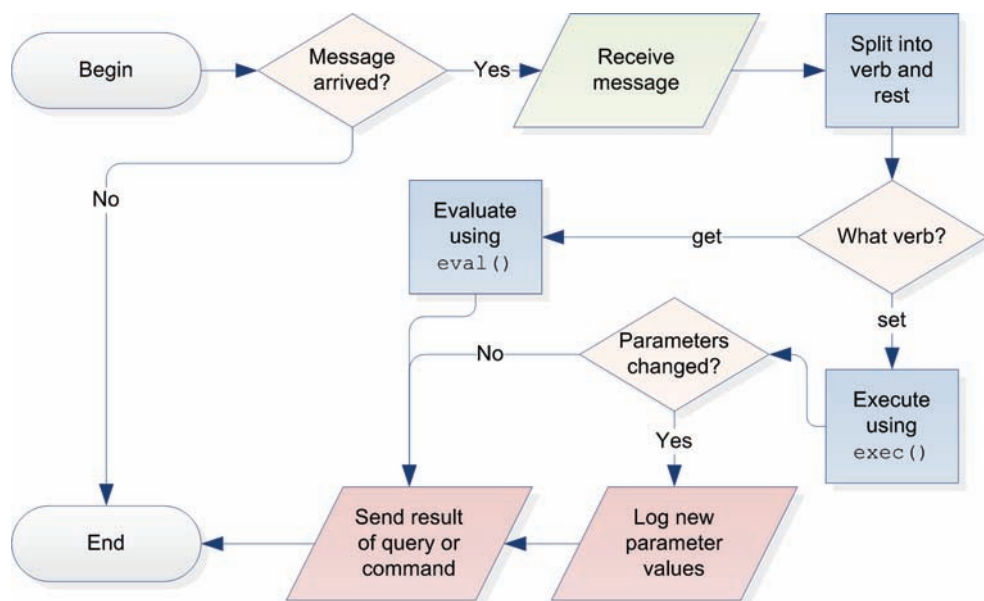 Begin
Message
arrived?
Yes
Receive
message
Split into
verb and
rest
No
Evaluate
using
eval()
get
What verb?
set
Parameters
changed?
No
Execute
using
exec()
Yes
End
Send result
of query or
command
Log new
parameter
values